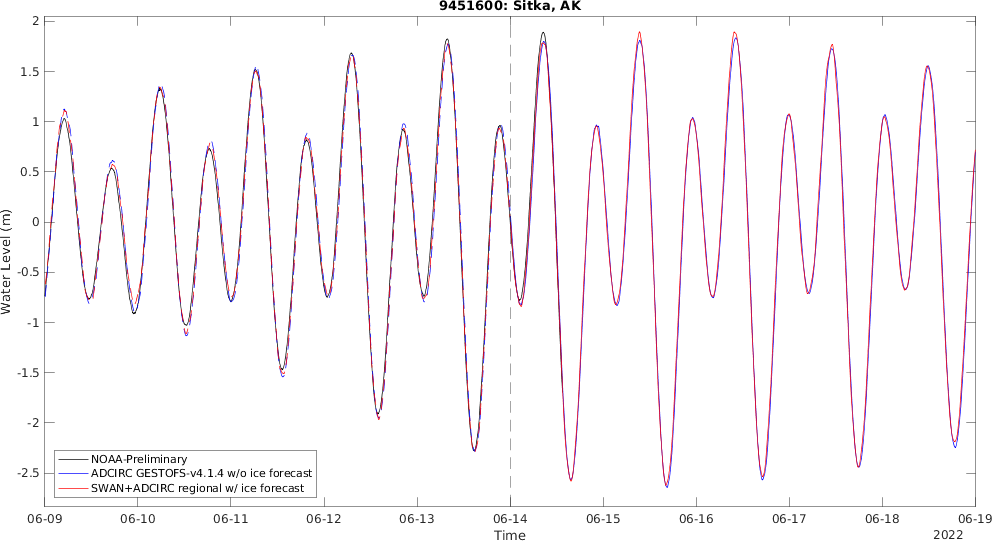 9451600: Sitka, AK
Water Level (m)
2
1.5
1
0.5
0
-0.5
-1
-1.5
-2
-2.5
NOAA-Preliminary
ADCIRC GESTOFS-v4.1.4 w/o ice forecast
SWAN+ADCIRC regional w/ ice forecast
06-09 06-10 06-11 06-12 06-13 06-14 06-15 06-16 06-17 06-18 06-19
Time
2022